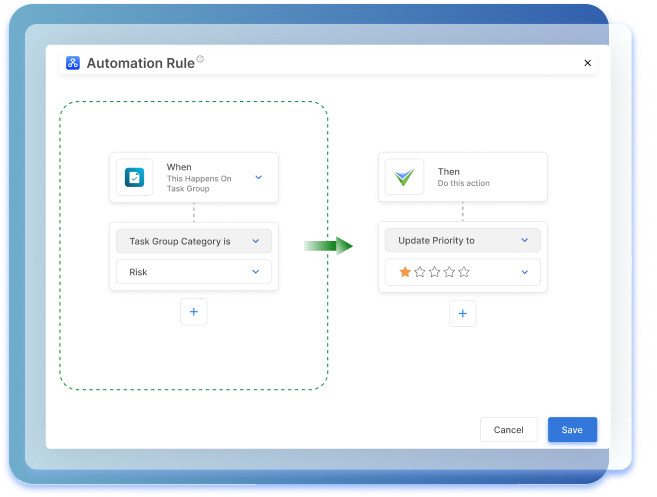 Automation Rule
When
This Happens On
Task Group
Task Group Category is
Risk
Then
Do this action
Update Priority to
Cancel
Save